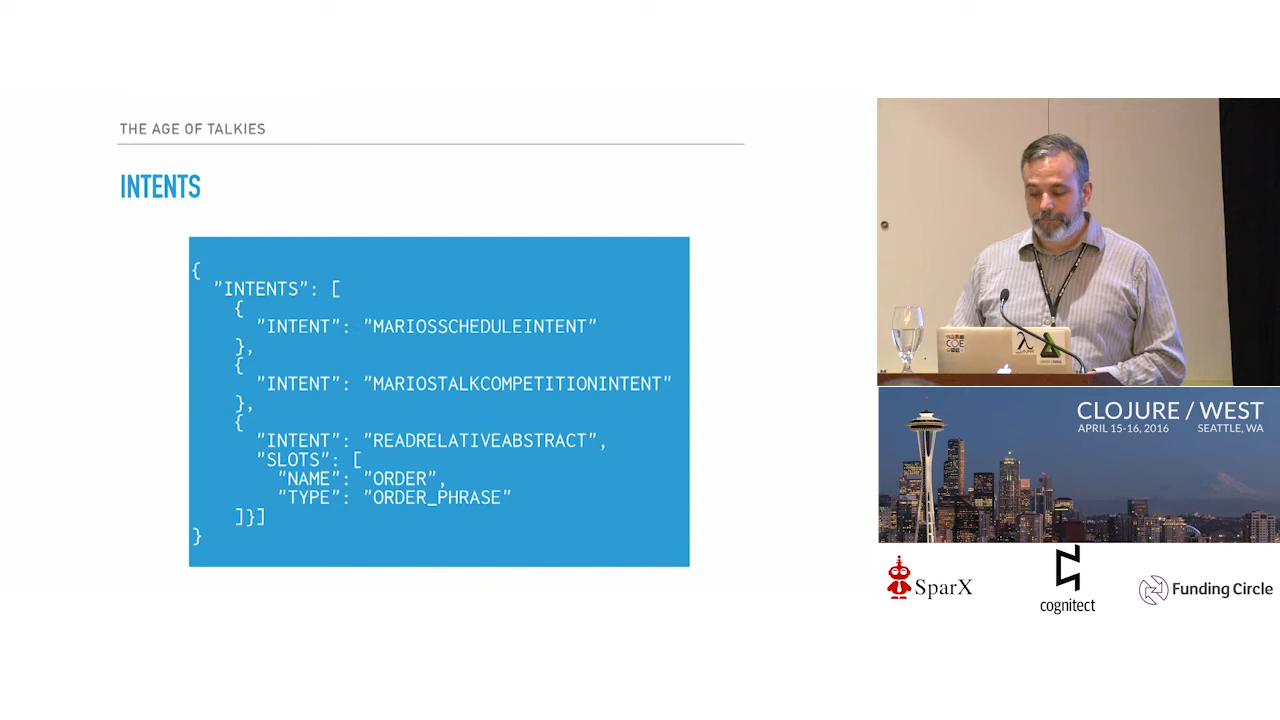 THE AGE OF TALKIES
INTENTS
{
"INTENTS": [
{
"INTENT": "MARIOSSCHEDULEINTENT"
},
{
"INTENT": "MARIOSTALKCOMPETITIONINTENT"
},
{
"INTENT": "READRELATIVEABSTRACT",
"SLOTS": [
"NAME": "ORDER",
"TYPE": "ORDER_PHRASE"
]}]
}
CLOJURE / WEST
APRIL 15-16, 2016 SEATTLE, WA
SparX
cognitect
Funding Circle